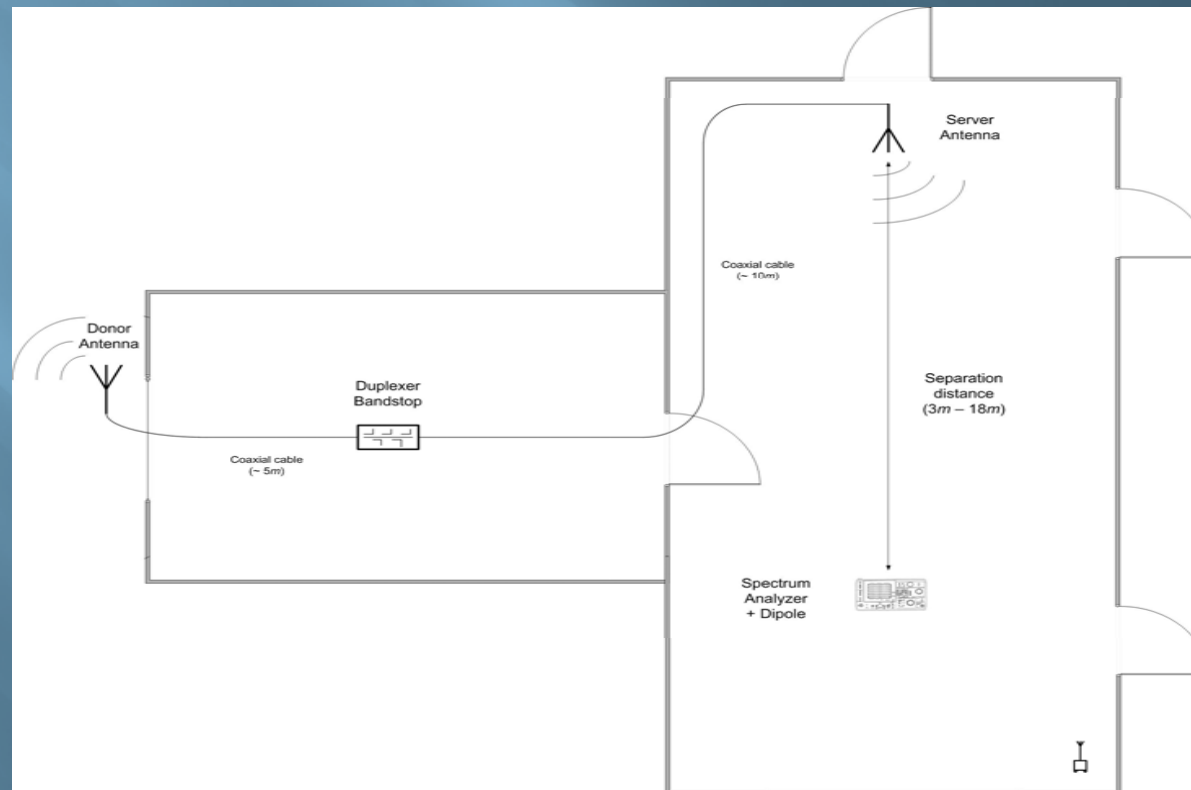 Server
Antenna
Coaxial cable
(~ 10m)
Donor
Antenna
Duplexer
Bandstop
Separation
distance
(3m – 18m)
Coaxial cable
(~ 5m)
Spectrum
Analyzer
+ Dipole